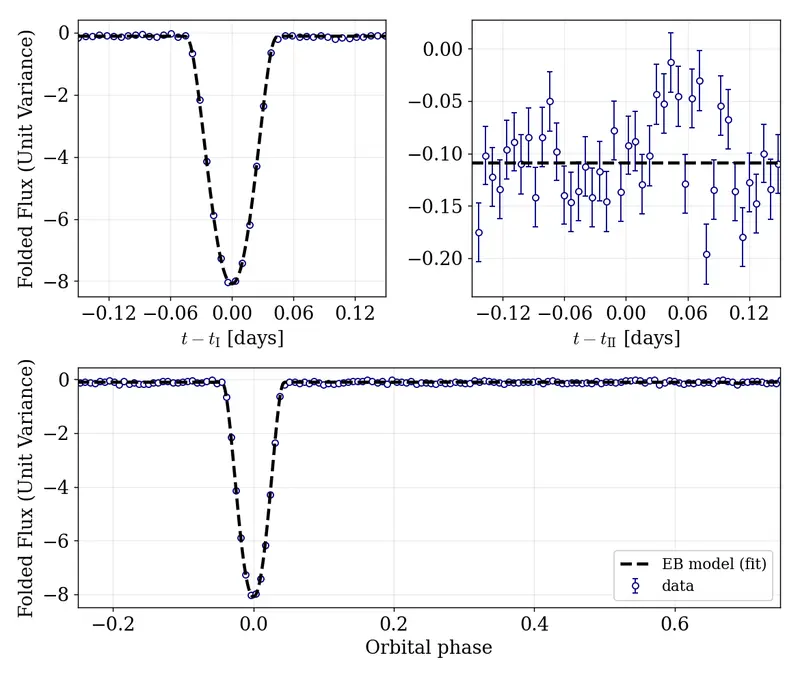 Folded Flux (Unit Variance)
0
−2
−4
−6
−8
−0.12 −0.06 0.00 0.06 0.12
t − t_I [days]
0.00
−0.05
−0.10
−0.15
−0.20
−0.12 −0.06 0.00 0.06 0.12
t − t_II [days]
Folded Flux (Unit Variance)
0
−2
−4
−6
−8
−0.2 0.0 0.2 0.4 0.6
Orbital phase
EB model (fit)
data